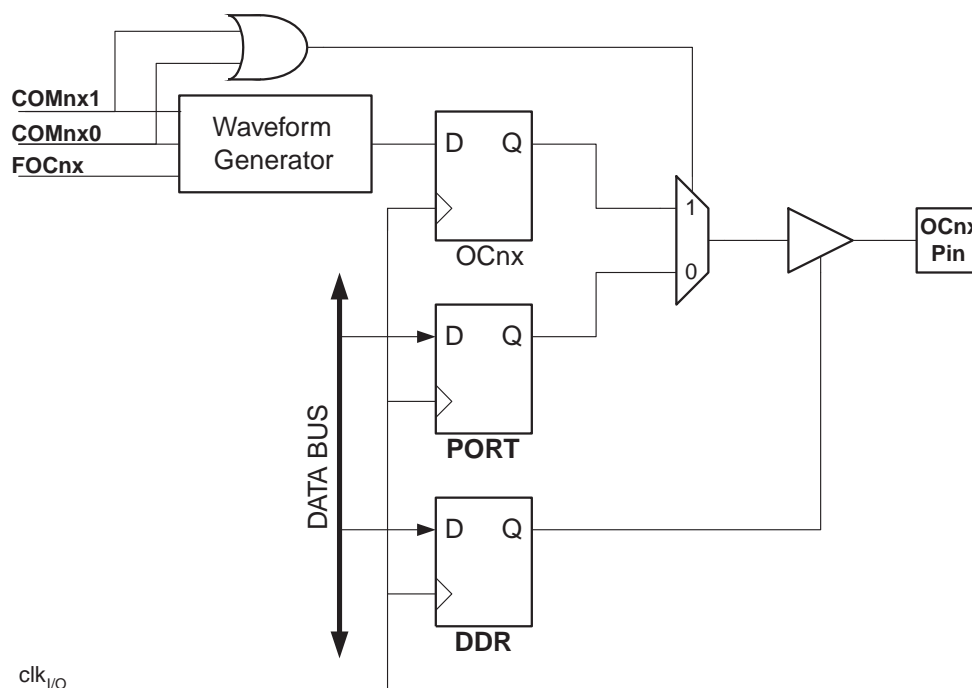 COMnx1
COMnx0
FOCnx
Waveform
Generator
D Q
OCnx
1
0
OCnx
Pin
D Q
PORT
DATA BUS
D Q
DDR
clkI/O